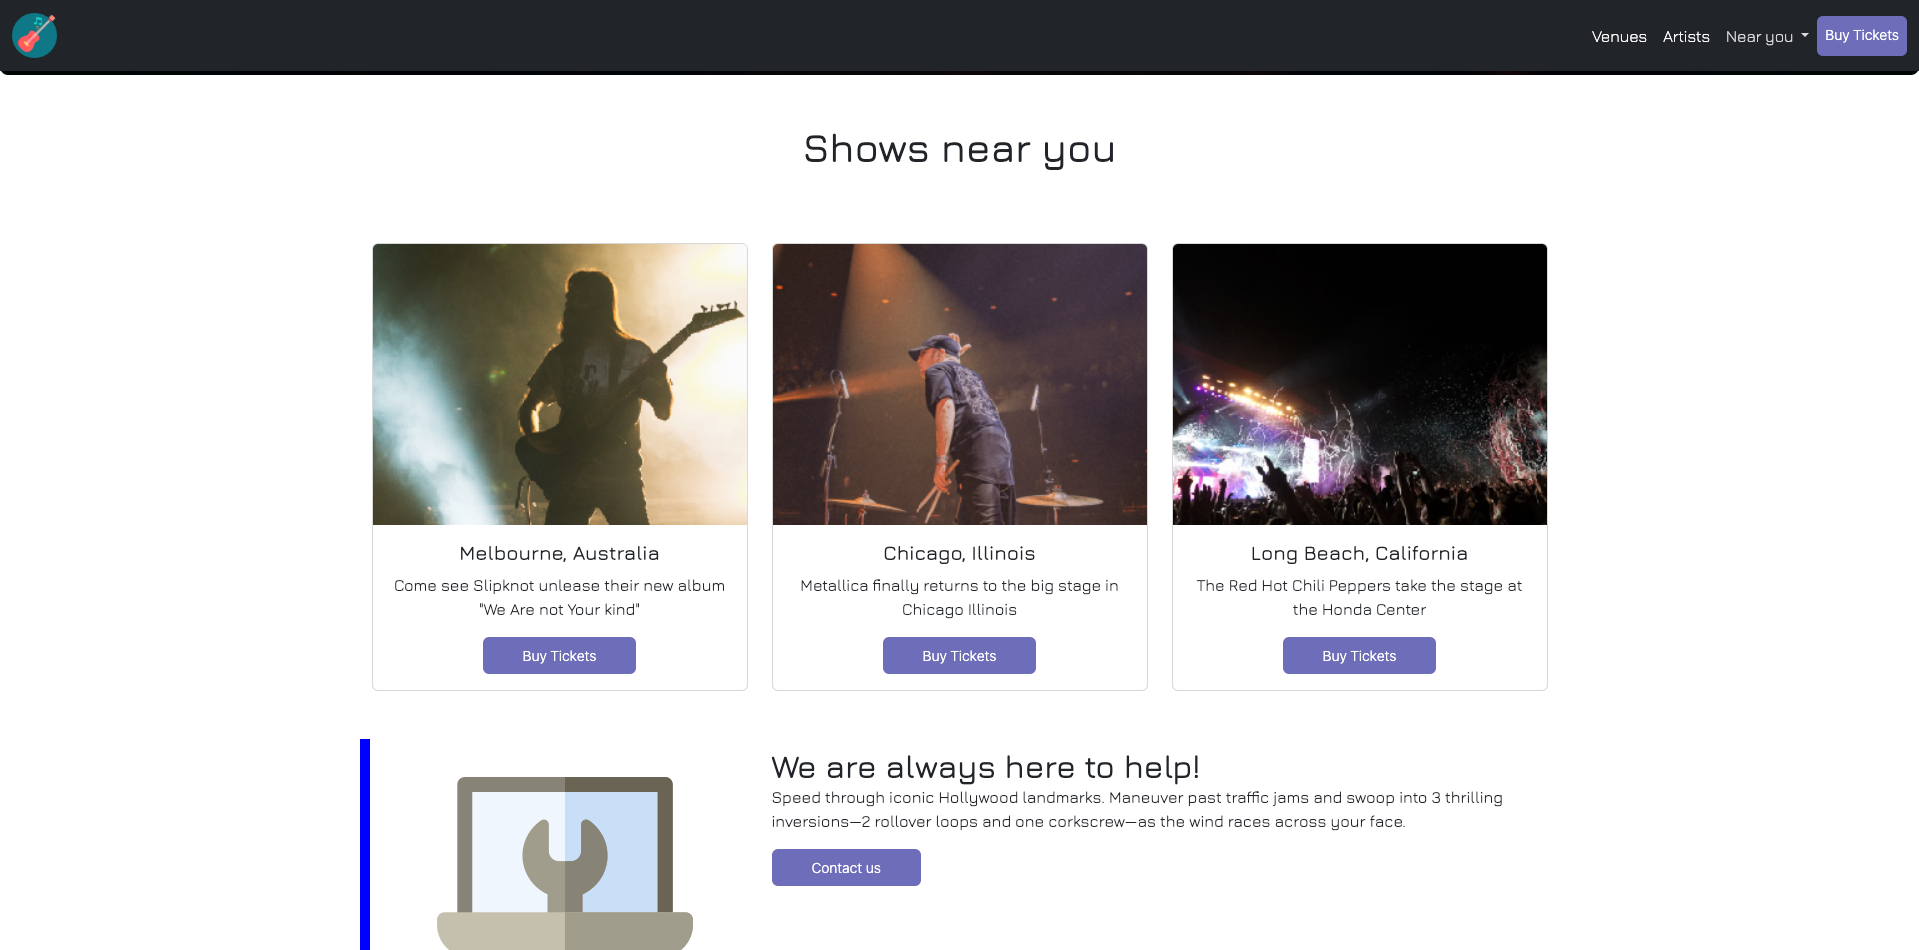 Venues Artists Near you Buy Tickets
Shows near you
Melbourne, Australia
Come see Slipknot unlease their new album
"We Are not Your kind"
Buy Tickets
Chicago, Illinois
Metallica finally returns to the big stage in
Chicago Illinois
Buy Tickets
Long Beach, California
The Red Hot Chili Peppers take the stage at
the Honda Center
Buy Tickets
We are always here to help!
Speed through iconic Hollywood landmarks. Maneuver past traffic jams and swoop into 3 thrilling
inversions—2 rollover loops and one corkscrew—as the wind races across your face.
Contact us